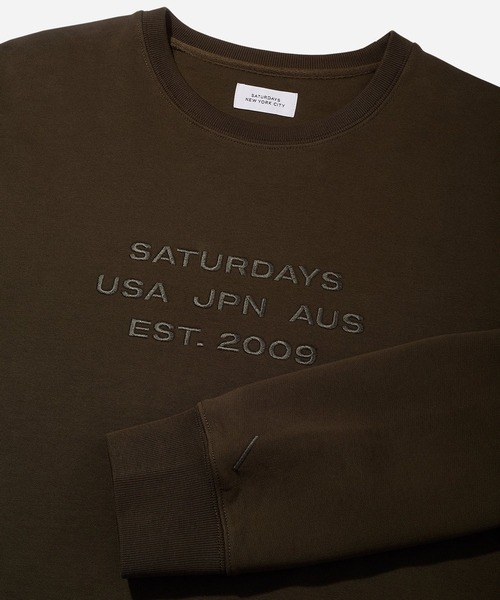 SATURDAYS
NEW YORK CITY
SATURDAYS
USA JPN AUS
EST. 2009